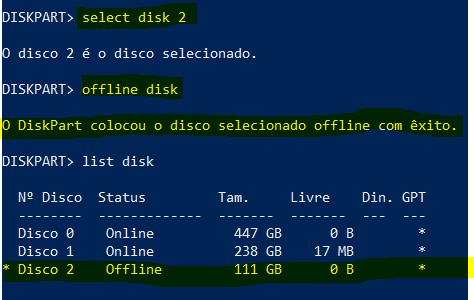 DISKPART> select disk 2
O disco 2 é o disco selecionado.
DISKPART> offline disk
O DiskPart colocou o disco selecionado offline com êxito.
DISKPART> list disk
Nº Disco  Status         Tam.     Livre    Din.  GPT
--------  -------------  -------  -------  ---  ---
Disco 0    Online          447 GB      0 B        *
Disco 1    Online          238 GB    17 MB        *
* Disco 2    Offline         111 GB      0 B        *